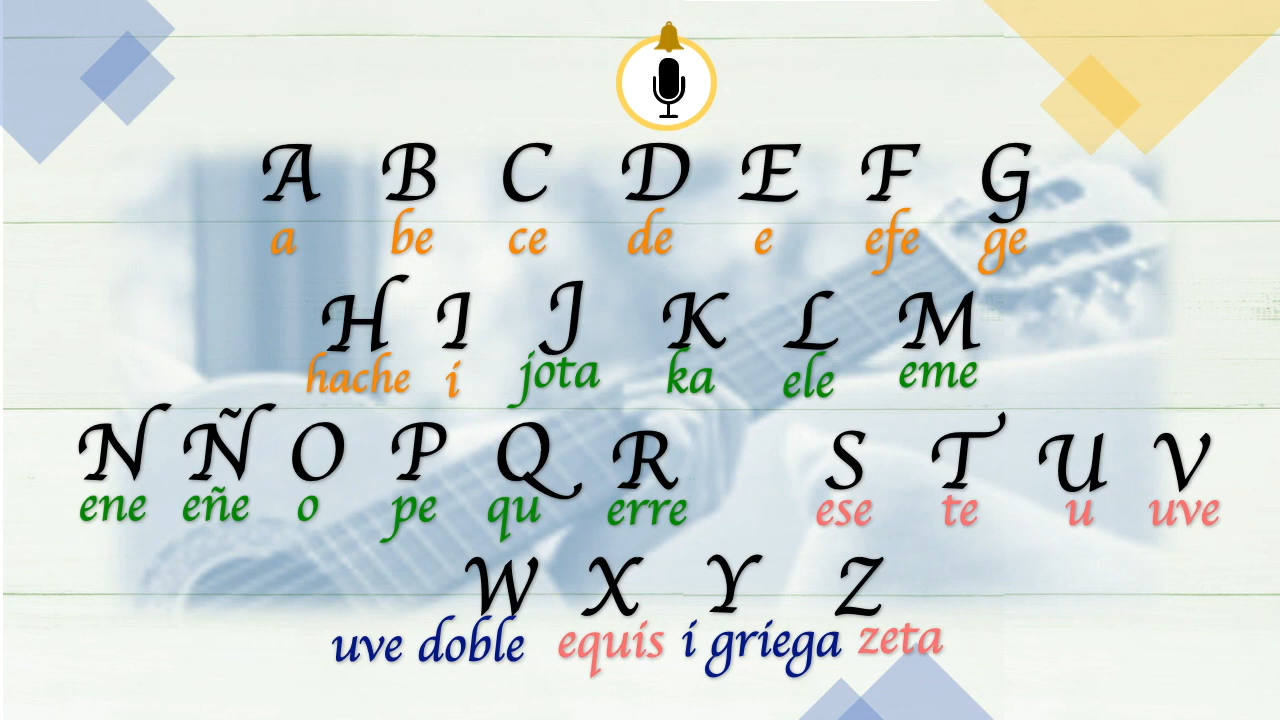 A B C D E F G
a be ce de e efe ge
H I J K L M
hache i jota ka ele eme
N Ñ O P Q R S T U V
ene eñe o pe qu erre ese te u uve
W X Y Z
uve doble equis i griega zeta